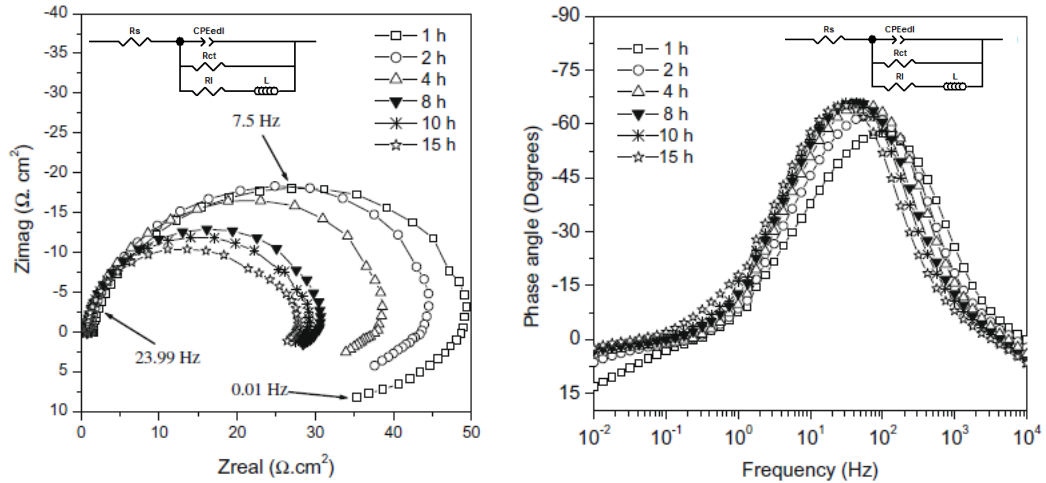 -40
-35
-30
-25
-20
-15
-10
-5
0
5
10
Zimag (Ω. cm²)
0
10
20
30
40
50
Zreal (Ω.cm²)
Rs
CPEedl
Rct
Rl
L
1 h
2 h
4 h
8 h
10 h
15 h
7.5 Hz
23.99 Hz
0.01 Hz
-90
-75
-60
-45
-30
-15
0
15
Phase angle (Degrees)
10⁻²
10⁻¹
10⁰
10¹
10²
10³
10⁴
Frequency (Hz)
Rs
CPEedl
Rct
Rl
L
1 h
2 h
4 h
8 h
10 h
15 h